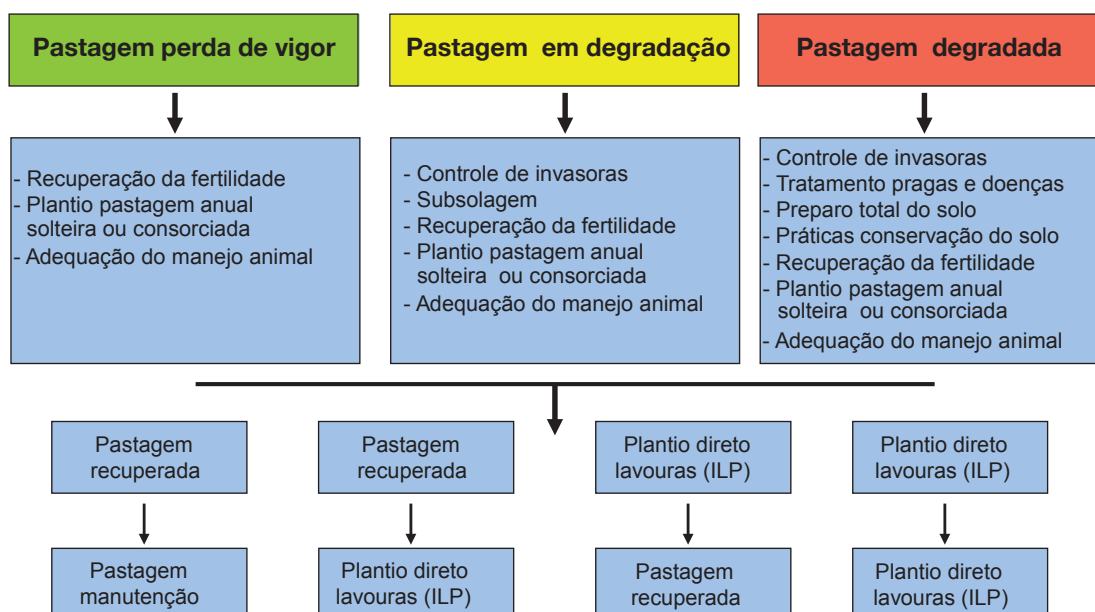 Pastagem perda de vigor
Pastagem em degradação
Pastagem degradada
- Recuperação da fertilidade
- Plantio pastagem anual
solteira ou consorciada
- Adequação do manejo animal
- Controle de invasoras
- Subsolagem
- Recuperação da fertilidade
- Plantio pastagem anual
solteira ou consorciada
- Adequação do manejo animal
- Controle de invasoras
- Tratamento pragas e doenças
- Preparo total do solo
- Práticas conservação do solo
- Recuperação da fertilidade
- Plantio pastagem anual
solteira ou consorciada
- Adequação do manejo animal
Pastagem
recuperada
Pastagem
recuperada
Plantio direto
lavouras (ILP)
Plantio direto
lavouras (ILP)
Pastagem
manutenção
Plantio direto
lavouras (ILP)
Pastagem
recuperada
Plantio direto
lavouras (ILP)